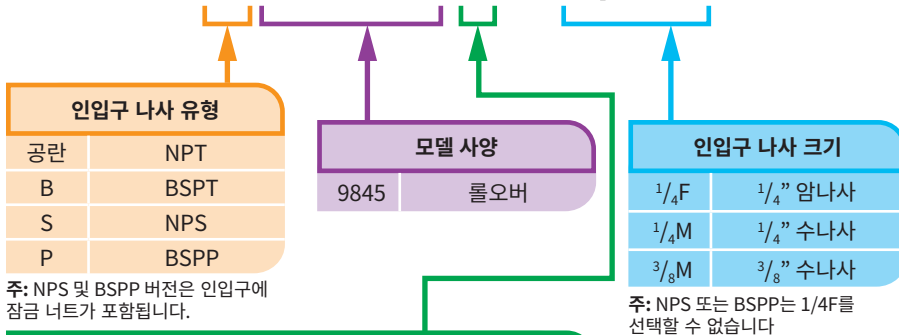 인입구 나사 유형
공란 NPT
B BSPT
S NPS
P BSPP
주: NPS 및 BSPP 버전은 인입구에
잠금 너트가 포함됩니다.
모델 사양
9845 롤오버
인입구 나사 크기
1/4F 1/4” 암나사
1/4M 1/4” 수나사
3/8M 3/8” 수나사
주: NPS 또는 BSPP는 1/4F를
선택할 수 없습니다